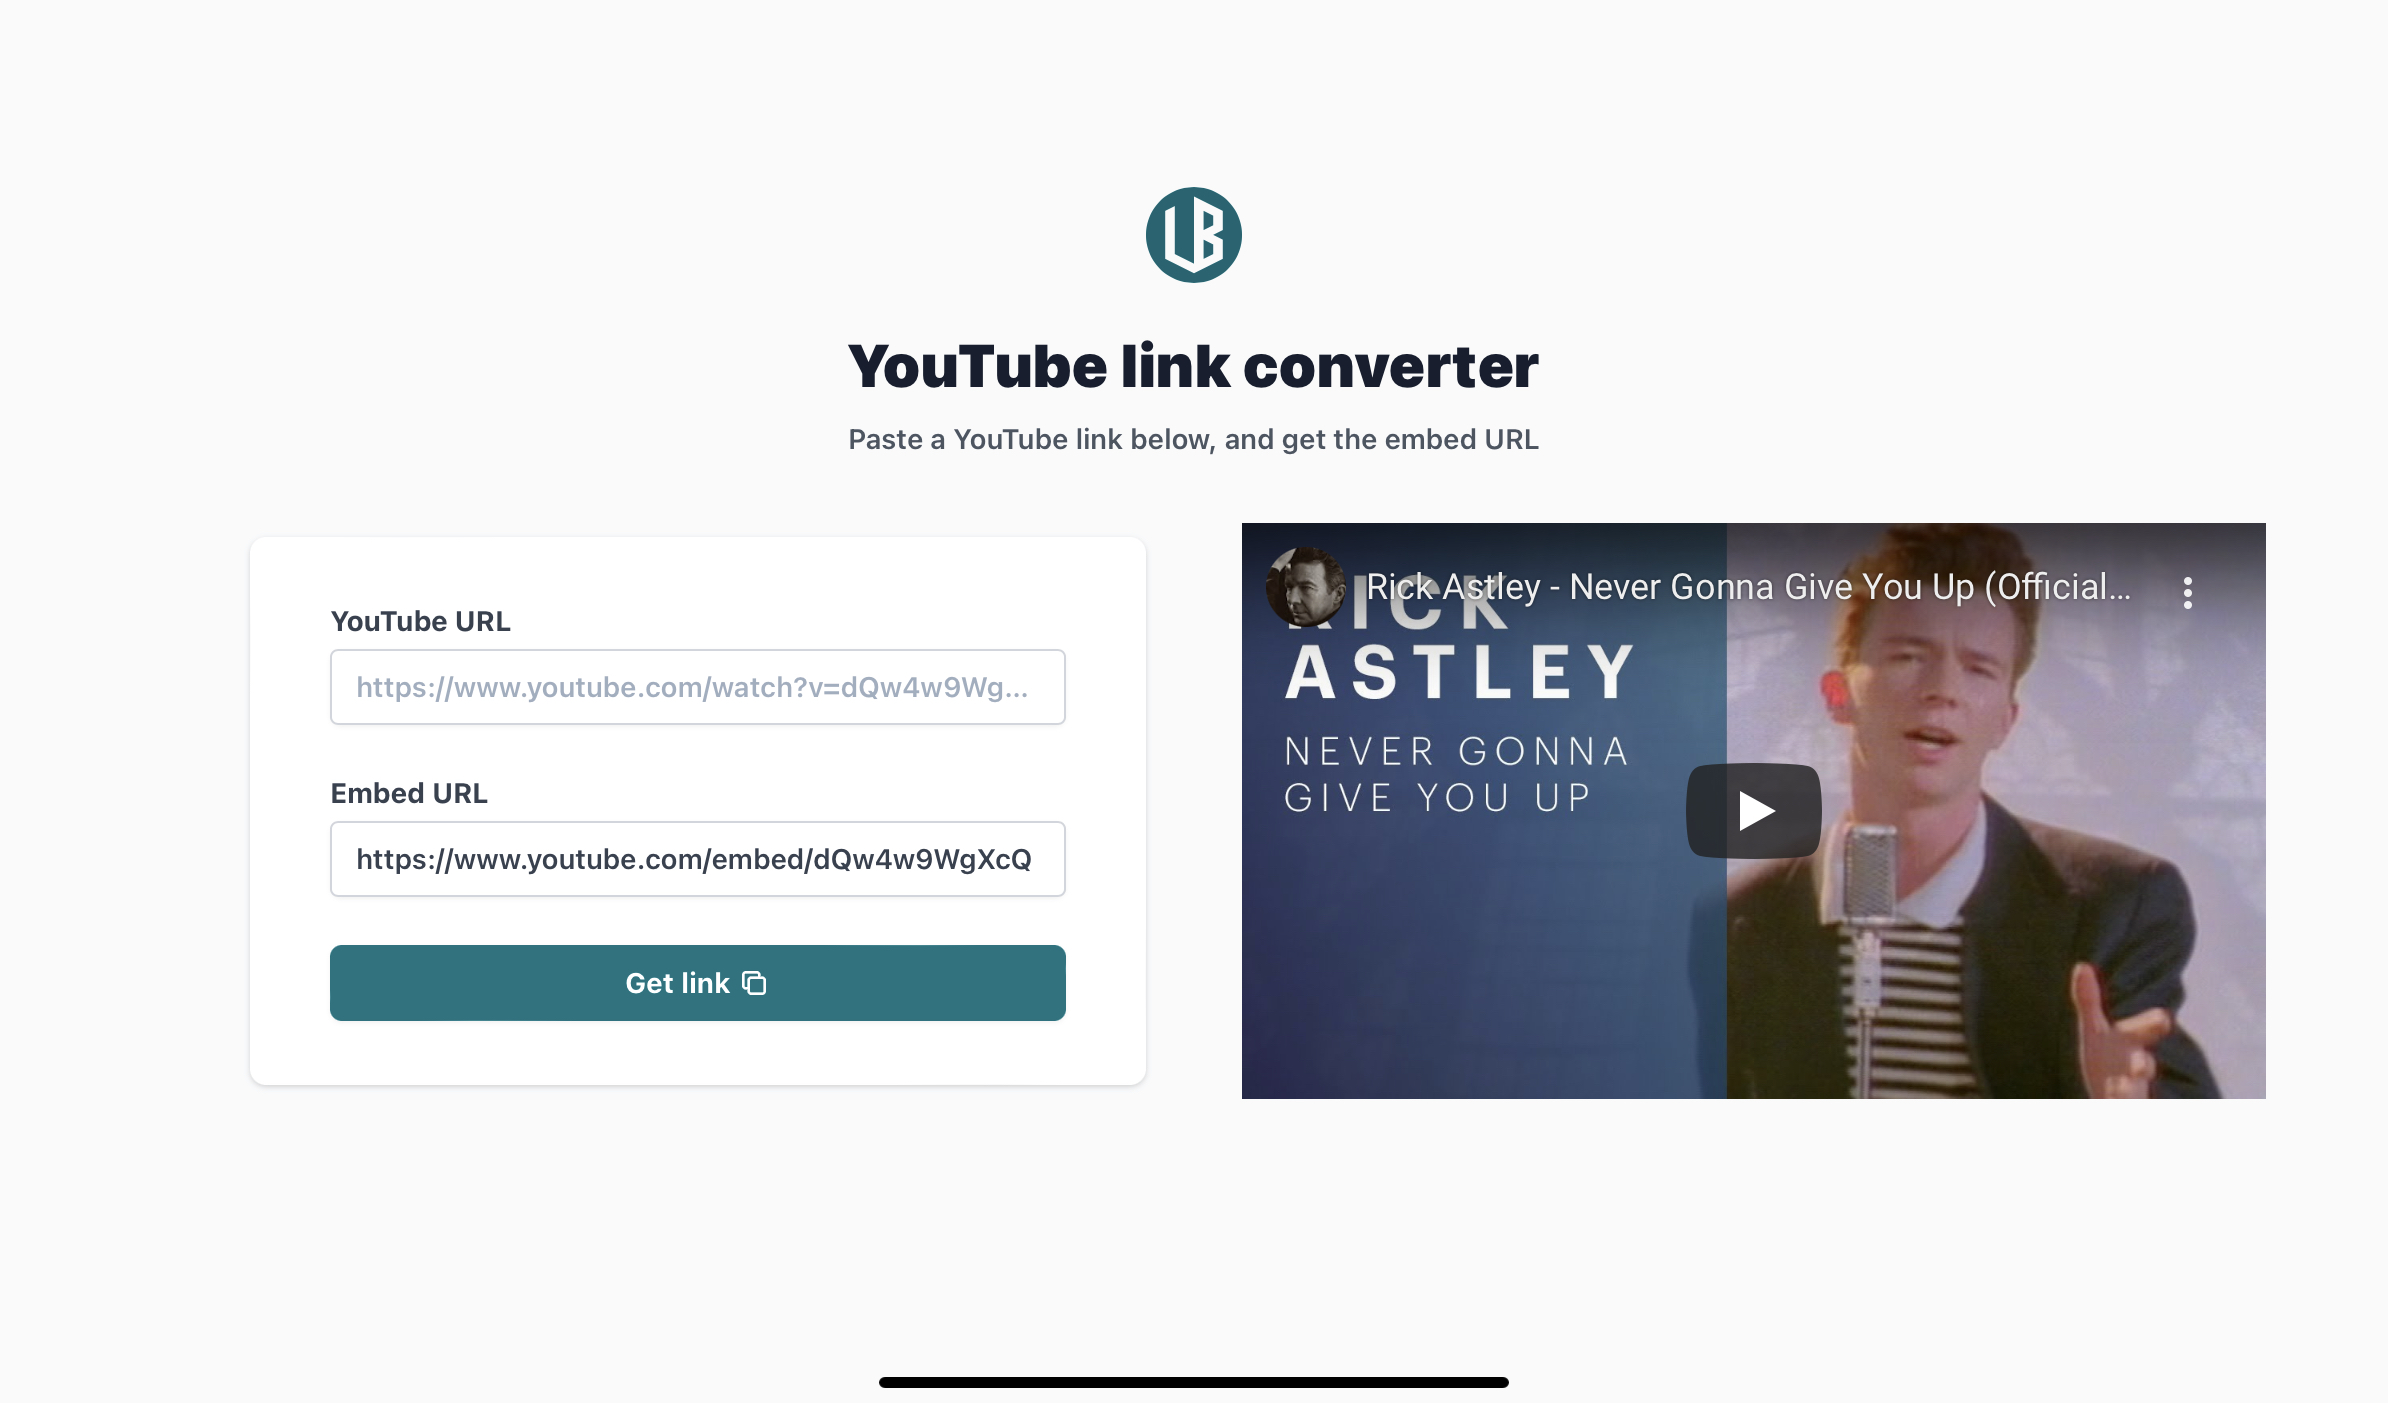 LB
YouTube link converter
Paste a YouTube link below, and get the embed URL
YouTube URL
https://www.youtube.com/watch?v=dQw4w9Wg...
Embed URL
https://www.youtube.com/embed/dQw4w9WgXcQ
Get link
Rick Astley - Never Gonna Give You Up (Official...
RICK
ASTLEY
NEVER GONNA
GIVE YOU UP